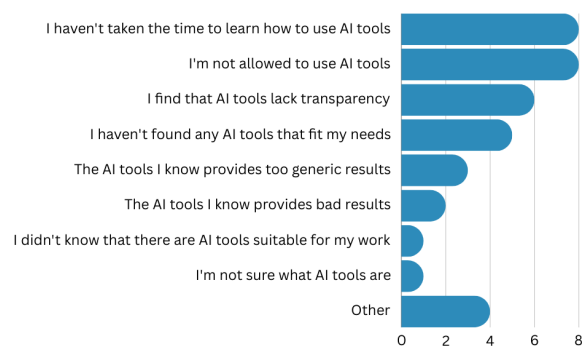 I haven't taken the time to learn how to use AI tools
I'm not allowed to use AI tools
I find that AI tools lack transparency
I haven't found any AI tools that fit my needs
The AI tools I know provides too generic results
The AI tools I know provides bad results
I didn't know that there are AI tools suitable for my work
I'm not sure what AI tools are
Other
0 2 4 6 8